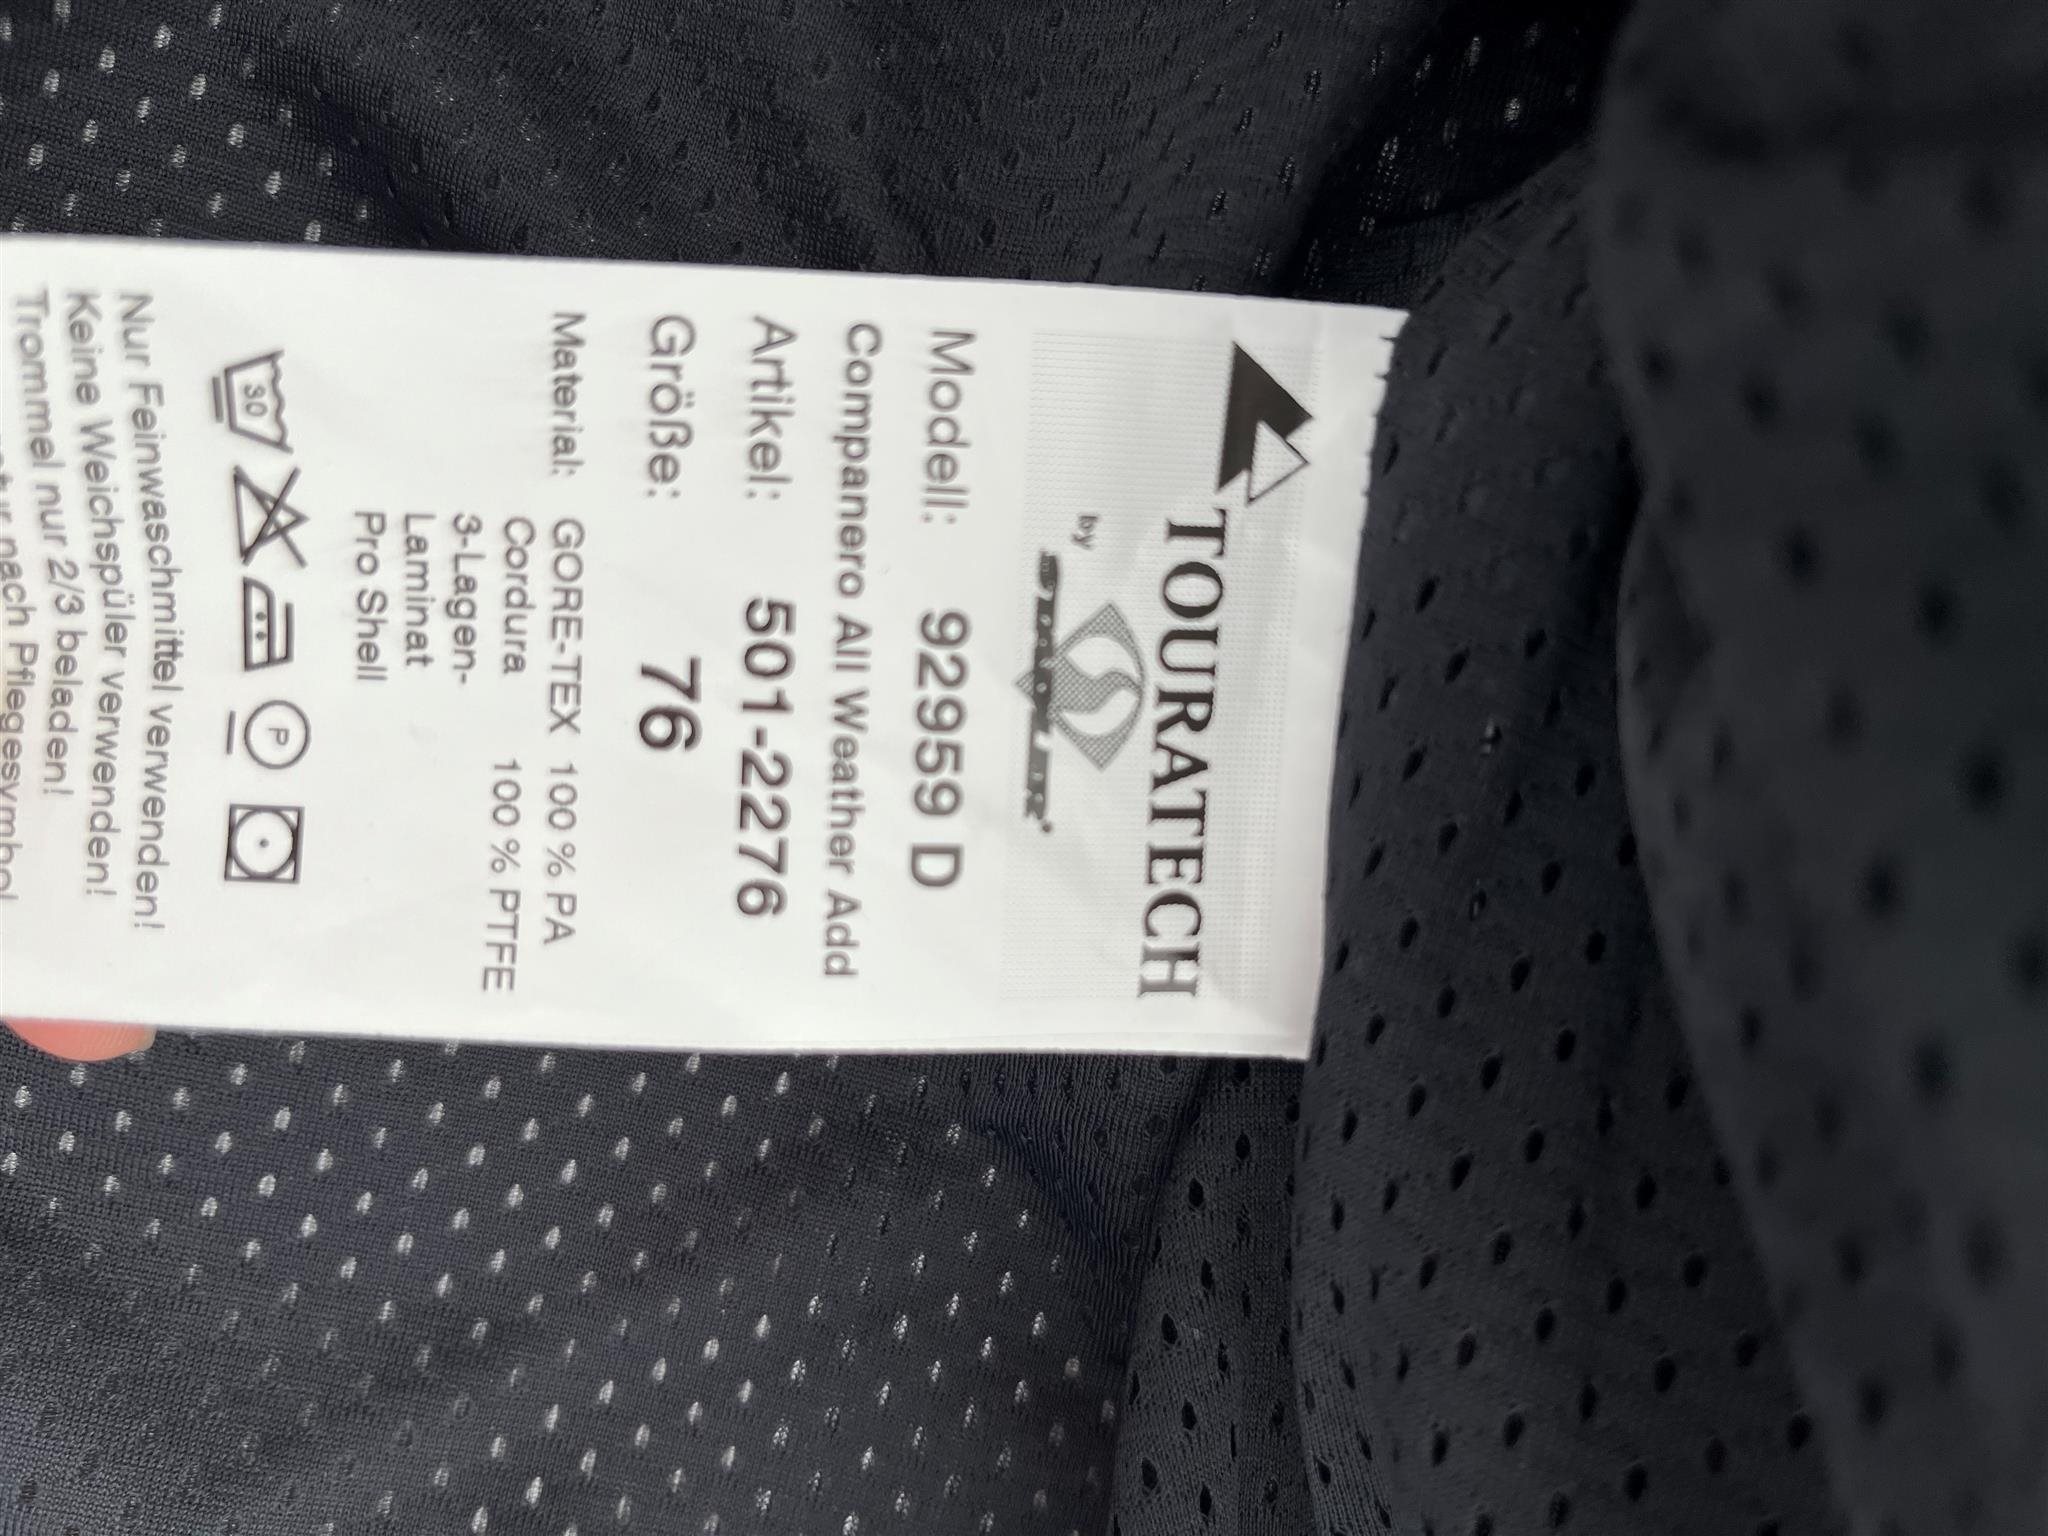 TOURATECH
by
Modell: 92959 D
Companero All Weather Add
Artikel: 501-2276
Größe: 76
Material: GORE-TEX 100 % PA
Cordura 100 % PTFE
3-Lagen-
Laminat
Pro Shell
30 P
Nur Feinwaschmittel verwenden!
Keine Weichspüler verwenden!
Trommel nur 2/3 beladen!
nach Pflegesymbol